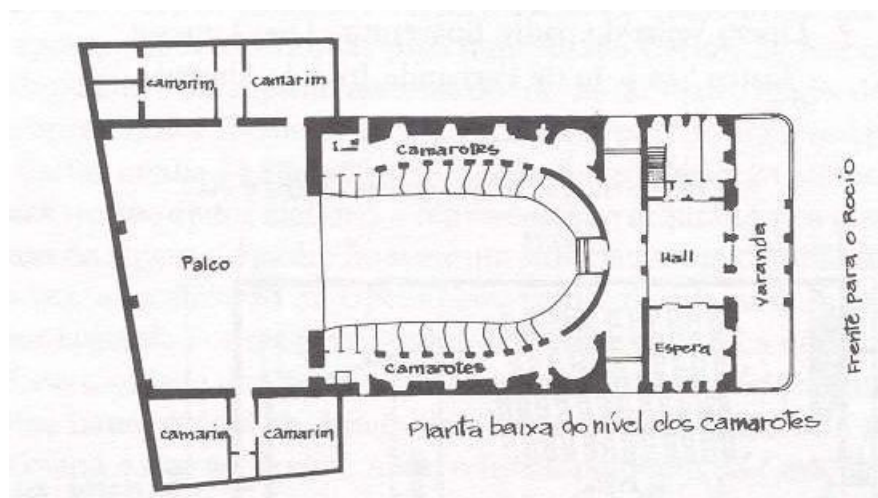 camarim
camarim
camarotes
Palco
Hall
varanda
Frente para o Rocio
Espera
camarotes
camarim
camarim
Planta baixa do nível dos camarotes